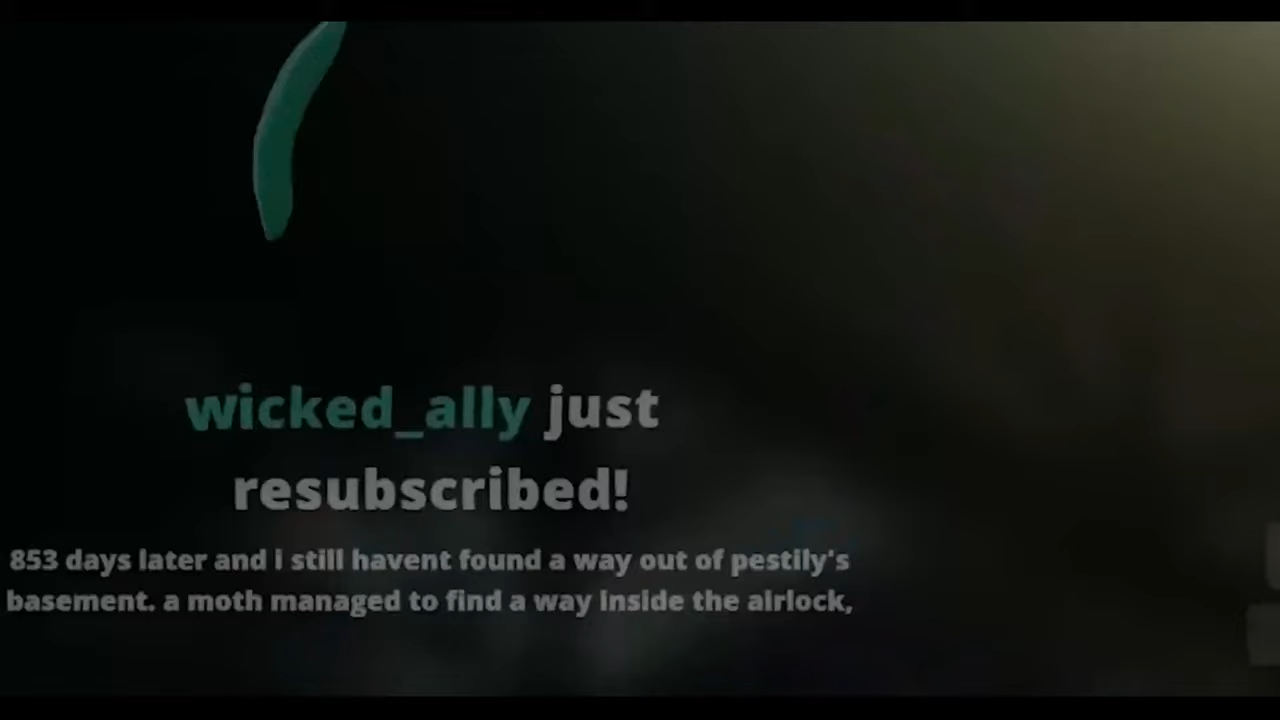 wicked_ally just
resubscribed!
853 days later and I still havent found a way out of pestily's
basement. a moth managed to find a way inside the airlock,